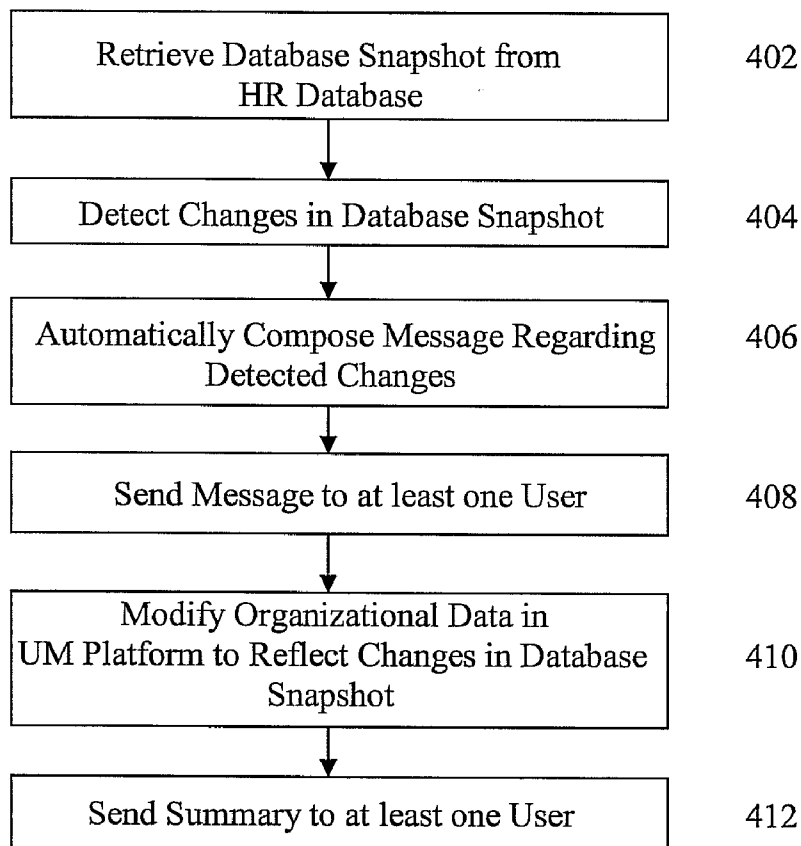 Retrieve Database Snapshot from
HR Database
402
Detect Changes in Database Snapshot
404
Automatically Compose Message Regarding
Detected Changes
406
Send Message to at least one User
408
Modify Organizational Data in
UM Platform to Reflect Changes in Database
Snapshot
410
Send Summary to at least one User
412